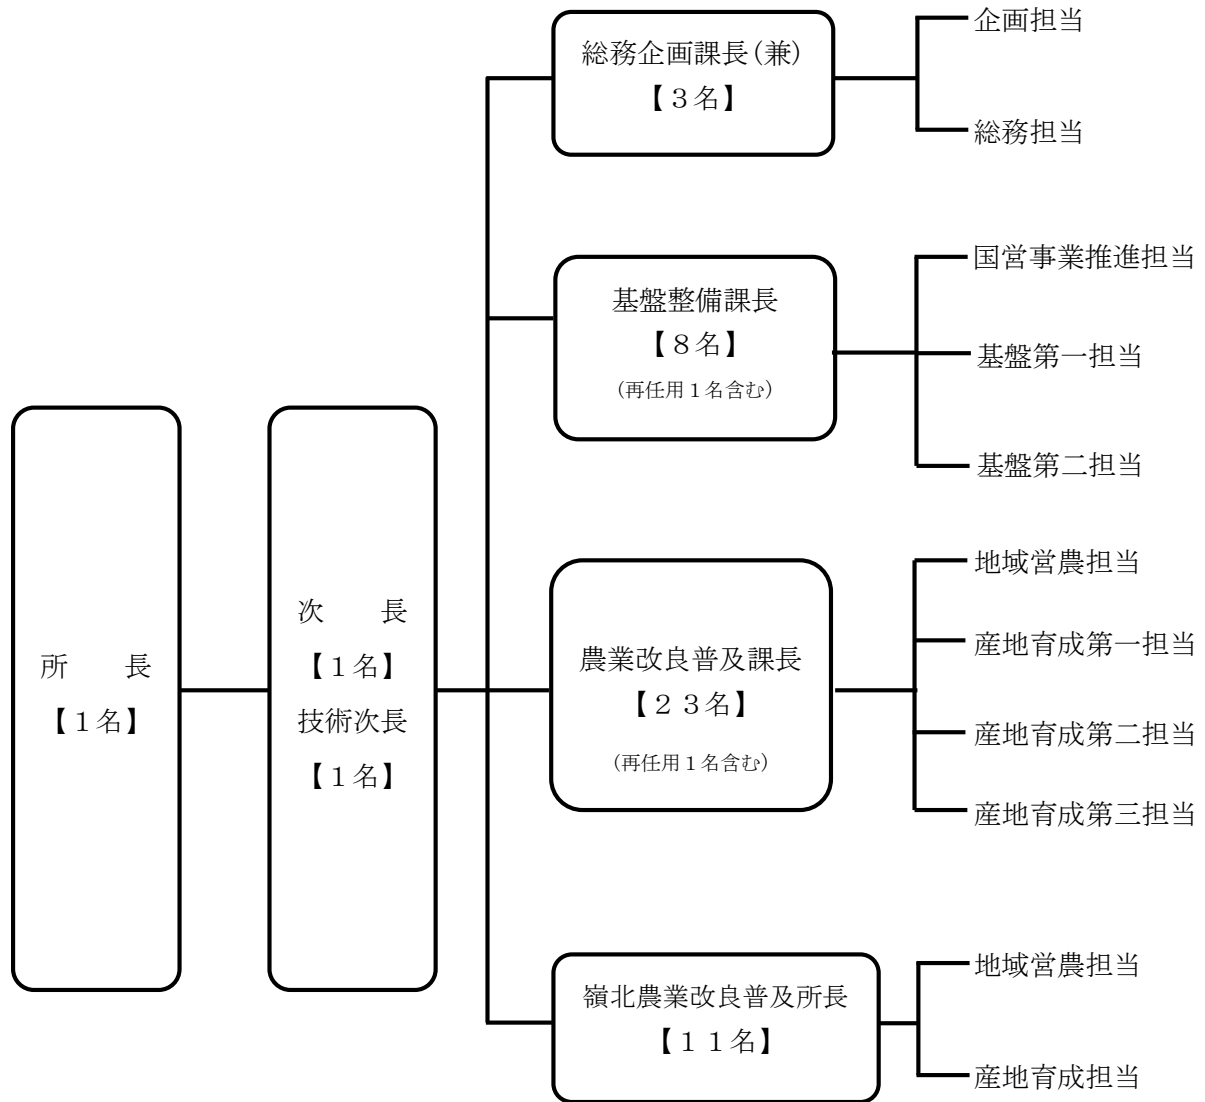 所　　長
【１名】
次　　長
【１名】
技術次長
【１名】
総務企画課長（兼）
【３名】
企画担当
総務担当
基盤整備課長
【８名】
（再任用１名含む）
国営事業推進担当
基盤第一担当
基盤第二担当
農業改良普及課長
【２３名】
（再任用１名含む）
地域営農担当
産地育成第一担当
産地育成第二担当
産地育成第三担当
嶺北農業改良普及所長
【１１名】
地域営農担当
産地育成担当